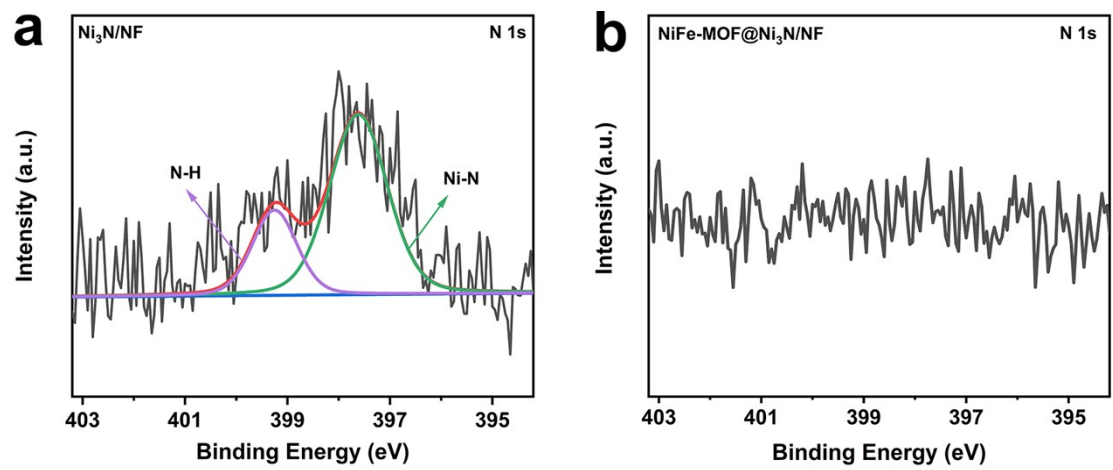 a
Ni₃N/NF
N 1s
N-H
Ni-N
Intensity (a.u.)
403 401 399 397 395
Binding Energy (eV)
b
NiFe-MOF@Ni₃N/NF
N 1s
Intensity (a.u.)
403 401 399 397 395
Binding Energy (eV)